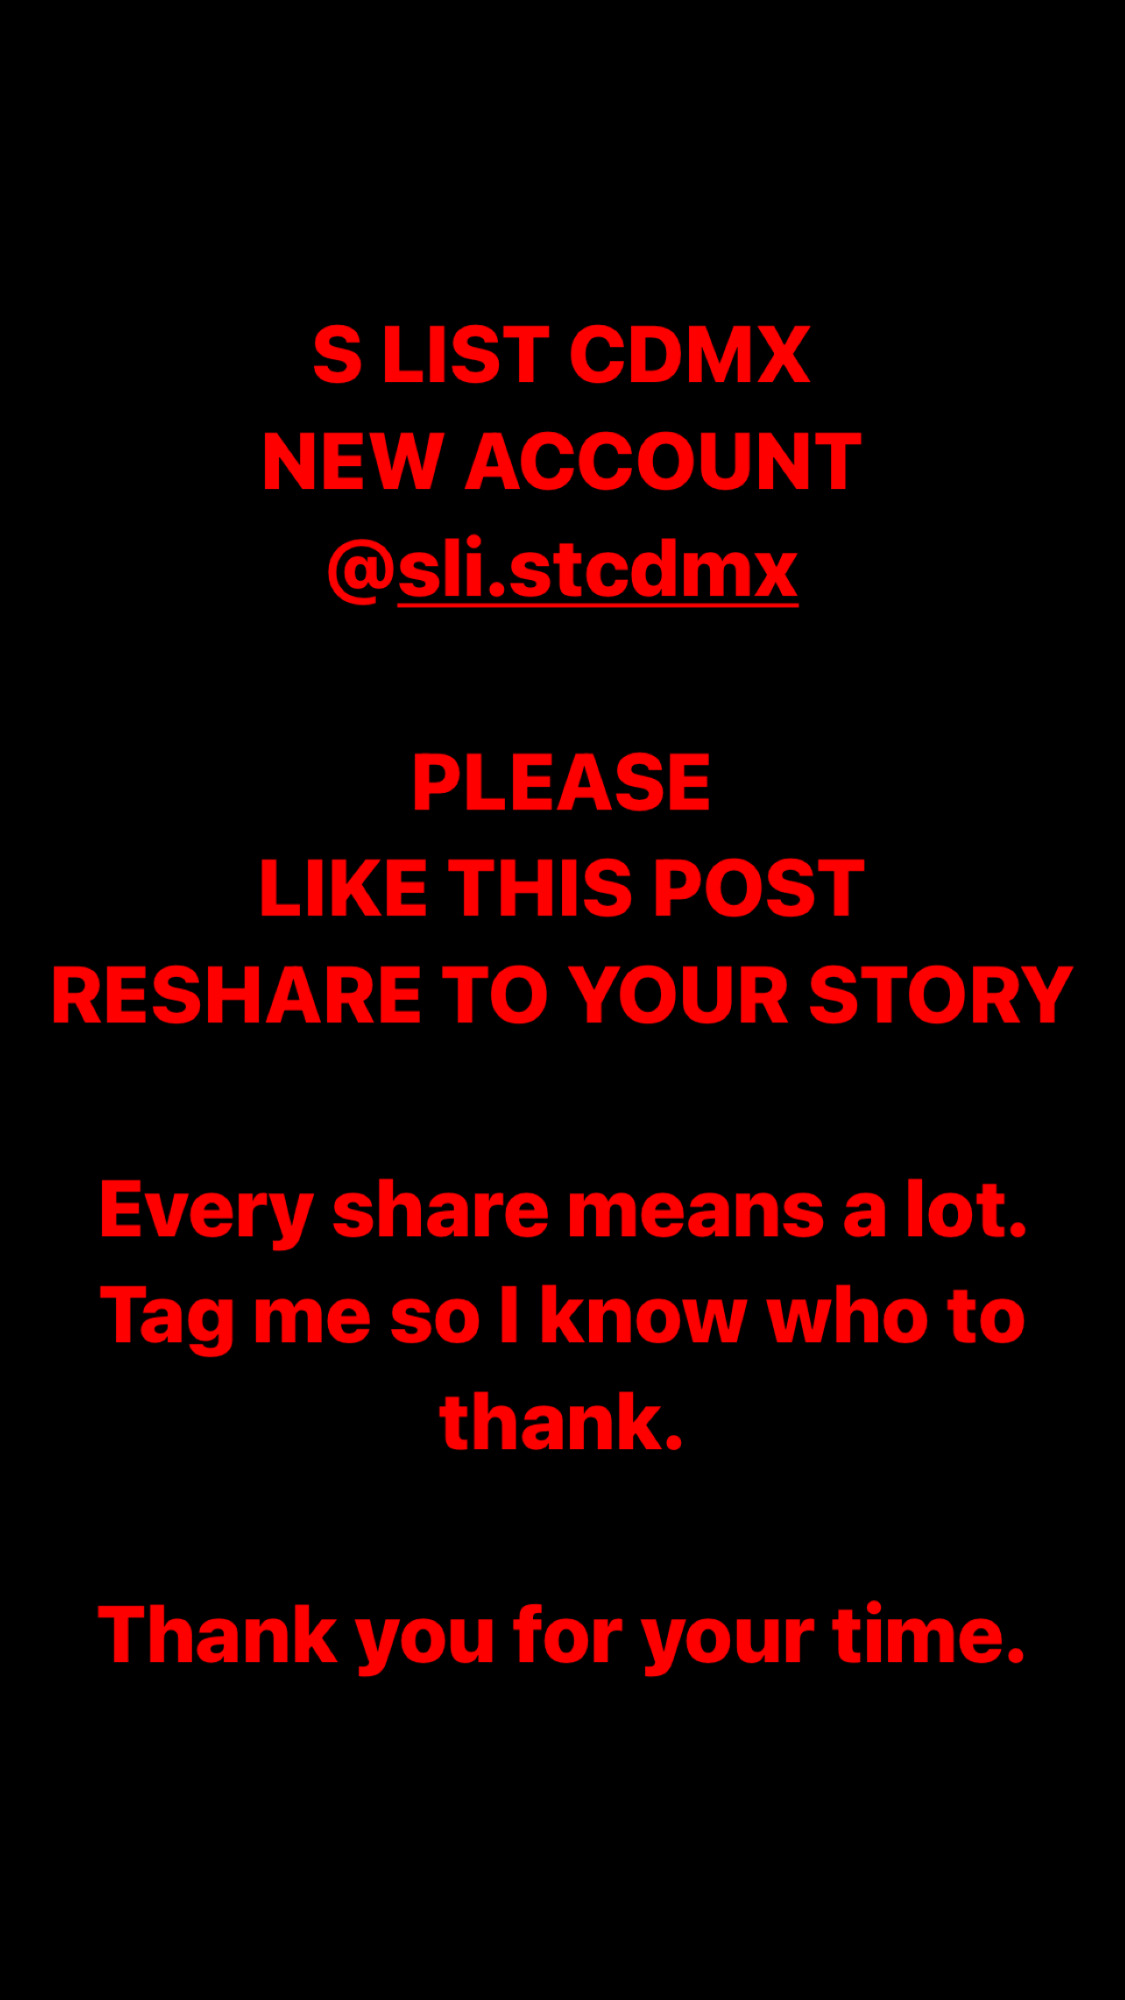 S LIST CDMX
NEW ACCOUNT
@sli.stcdmx
PLEASE
LIKE THIS POST
RESHARE TO YOUR STORY
Every share means a lot.
Tag me so I know who to
thank.
Thank you for your time.